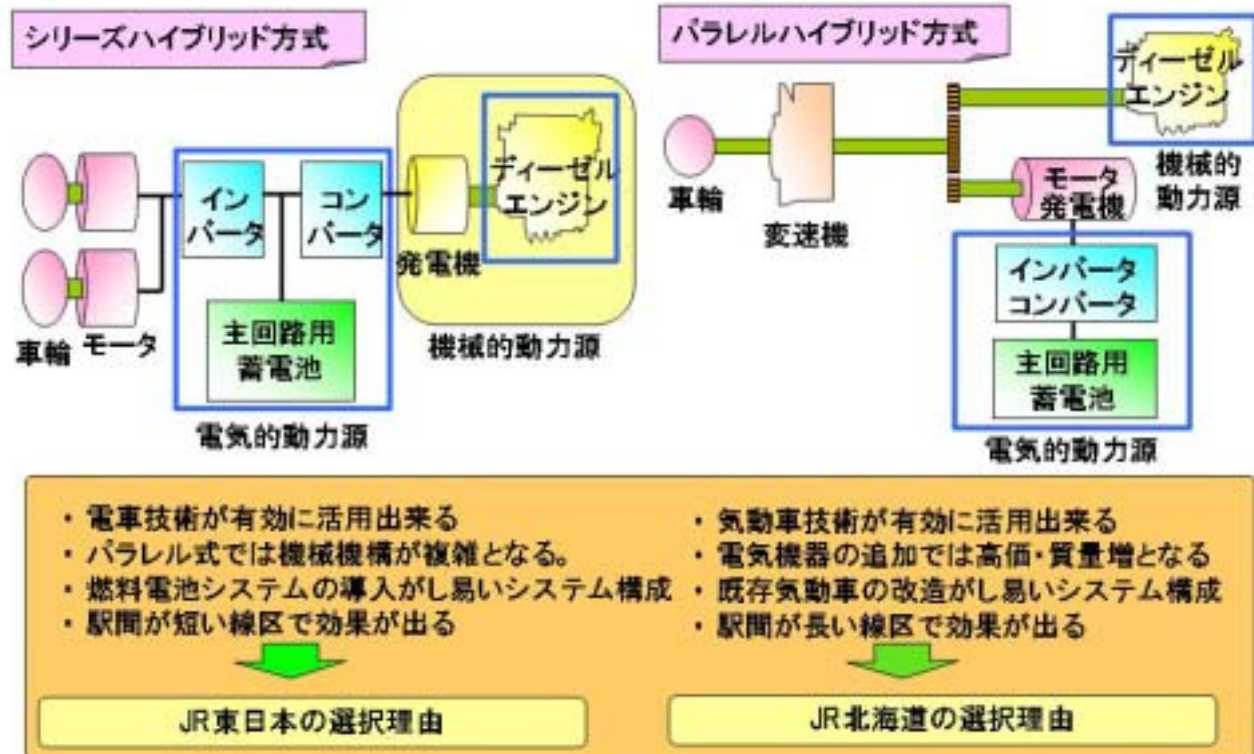 シリーズハイブリッド方式
ディーゼル
エンジン
イン
バータ
コン
バータ
発電機
車輪
モータ
主回路用
蓄電池
機械的動力源
電気的動力源
パラレルハイブリッド方式
ディーゼル
エンジン
機械的
動力源
車輪
変速機
モータ
発電機
インバータ
コンバータ
主回路用
蓄電池
電気的動力源
・ 電車技術が有効に活用出来る
・ パラレル式では機械機構が複雑となる。
・ 燃料電池システムの導入がし易いシステム構成
・ 駅間が短い線区で効果が出る
JR東日本の選択理由
・ 気動車技術が有効に活用出来る
・ 電気機器の追加では高価・質量増となる
・ 既存気動車の改造がし易いシステム構成
・ 駅間が長い線区で効果が出る
JR北海道の選択理由